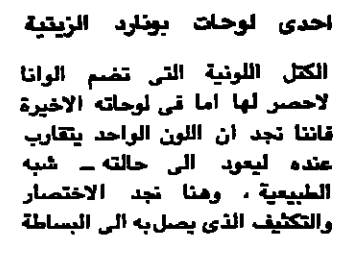 احدى لوحات بونارد الزيتية
الكتل اللونية التى تضم الوانا
لاحصر لها اما فى لوحاته الاخيرة
فاننا نجد ان اللون الواحد يتقارب
عنده ليعود الى حالته ـ شبه
الطبيعية ، وهنا نجد الاختصار
والتكثيف الذى يصل به الى البساطة